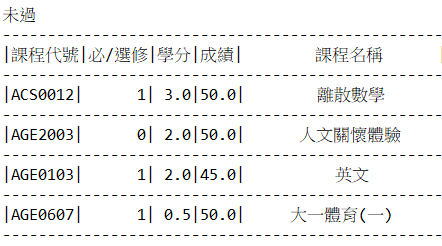 未過
-----------------------------------------------
|課程代號|必/選修|學分|成績|       課程名稱      |
-----------------------------------------------
|ACS0012|      1| 3.0|50.0|       離散數學
-----------------------------------------------
|AGE2003|      0| 2.0|50.0|     人文關懷體驗
-----------------------------------------------
|AGE0103|      1| 2.0|45.0|         英文
-----------------------------------------------
|AGE0607|      1| 0.5|50.0|    大一體育(一)
-----------------------------------------------